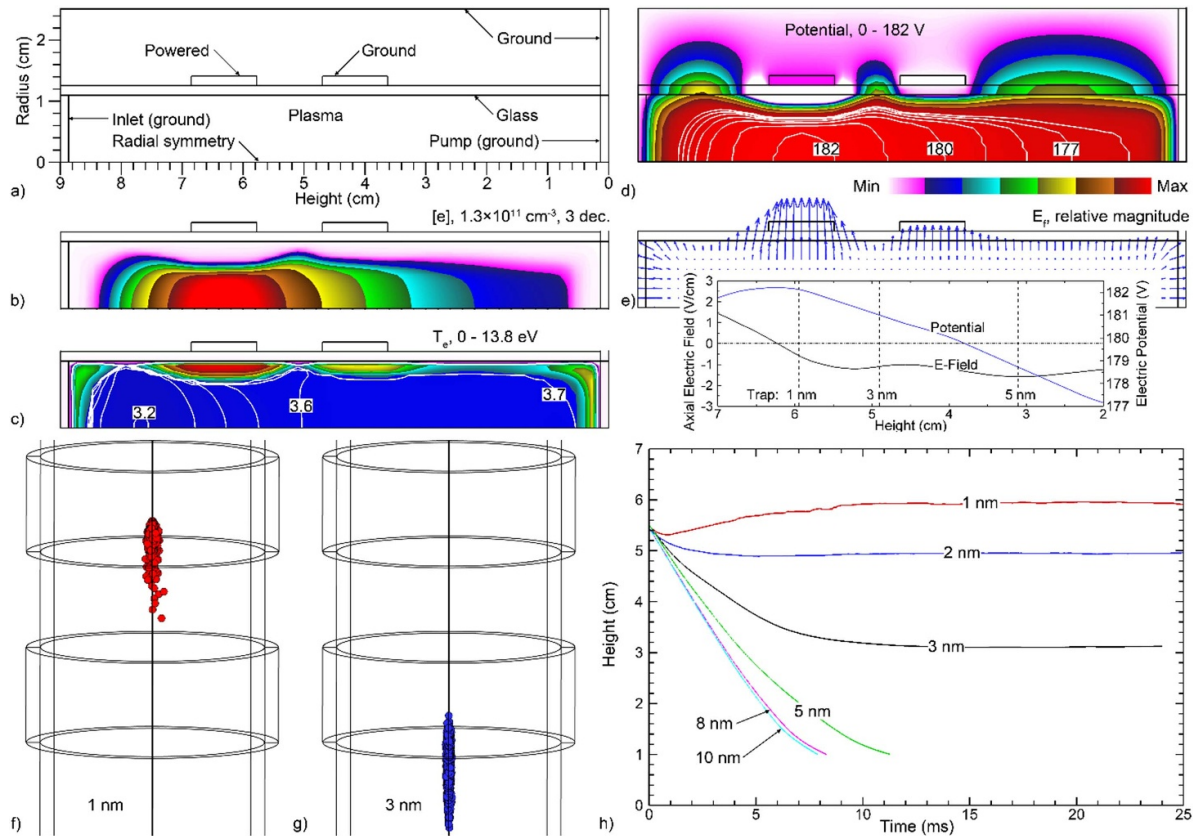 a)
Radius (cm)
2
1
0
Powered
Ground
Ground
Glass
Plasma
Inlet (ground)
Radial symmetry
Pump (ground)
9 8 7 6 5 4 3 2 1 0
Height (cm)
b)
[e], 1.3×10¹¹ cm⁻³, 3 dec.
c)
Tₑ, 0 - 13.8 eV
3.2
3.6
3.7
d)
Potential, 0 - 182 V
182
180
177
Min
Max
e)
Eᵣ, relative magnitude
Axial Electric Field (V/cm)
3
2
1
0
-1
-2
-3
Potential
E-Field
Trap: 1 nm
3 nm
5 nm
7 6 5 4 3 2
Height (cm)
Electric Potential (V)
182
181
180
179
178
177
f)
1 nm
g)
3 nm
h)
Height (cm)
7
6
5
4
3
2
1
0
1 nm
2 nm
3 nm
5 nm
8 nm
10 nm
0 5 10 15 20 25
Time (ms)